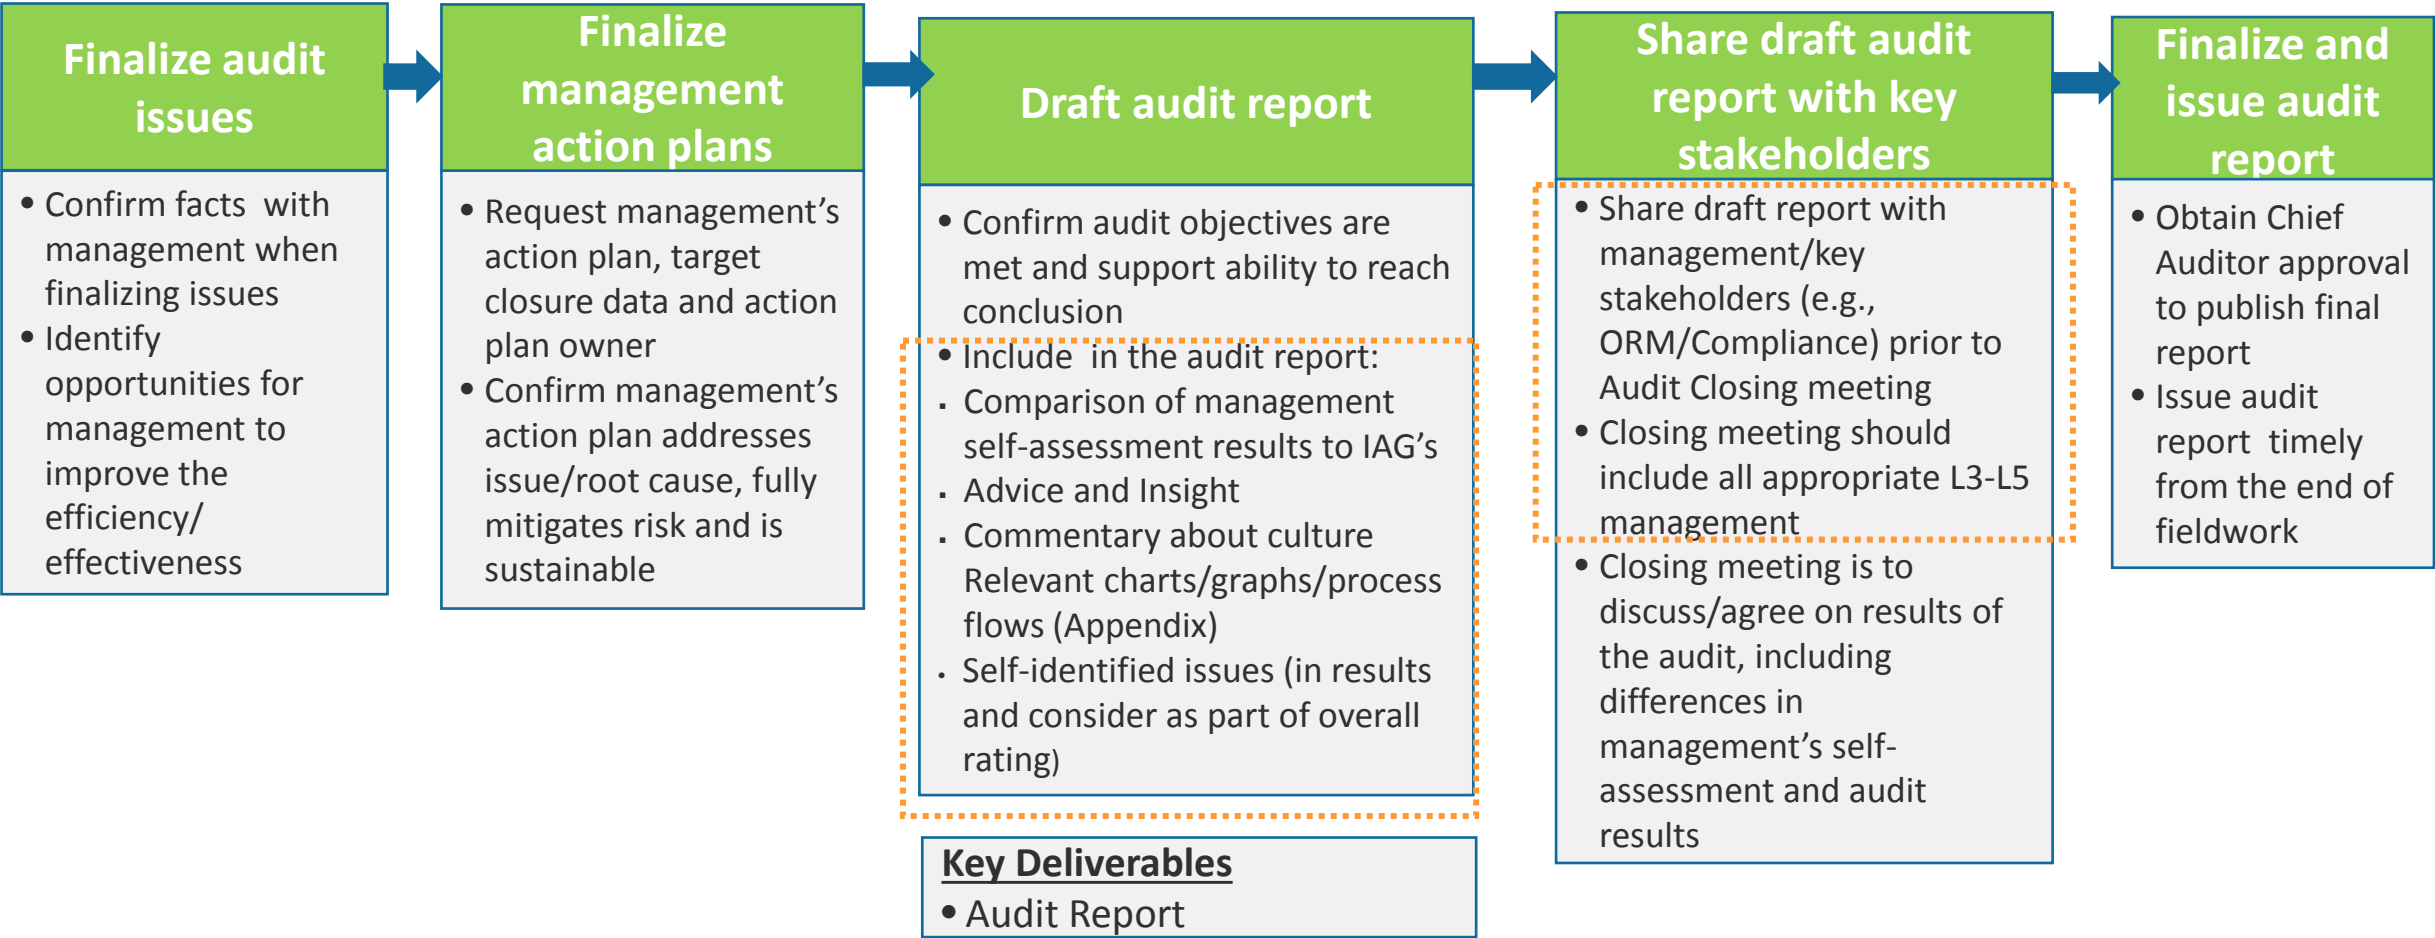 Finalize audit
issues
• Confirm facts  with
management when
finalizing issues
• Identify
opportunities for
management to
improve the
efficiency/
effectiveness
Finalize
management
action plans
• Request management’s
action plan, target
closure data and action
plan owner
• Confirm management’s
action plan addresses
issue/root cause, fully
mitigates risk and is
sustainable
Draft audit report
• Confirm audit objectives are
met and support ability to reach
conclusion
• Include  in the audit report:
▪ Comparison of management
self-assessment results to IAG’s
▪ Advice and Insight
▪ Commentary about culture
Relevant charts/graphs/process
flows (Appendix)
• Self-identified issues (in results
and consider as part of overall
rating)
Key Deliverables
• Audit Report
Share draft audit
report with key
stakeholders
• Share draft report with
management/key
stakeholders (e.g.,
ORM/Compliance) prior to
Audit Closing meeting
• Closing meeting should
include all appropriate L3-L5
management
• Closing meeting is to
discuss/agree on results of
the audit, including
differences in
management’s self-
assessment and audit
results
Finalize and
issue audit
report
• Obtain Chief
Auditor approval
to publish final
report
• Issue audit
report  timely
from the end of
fieldwork